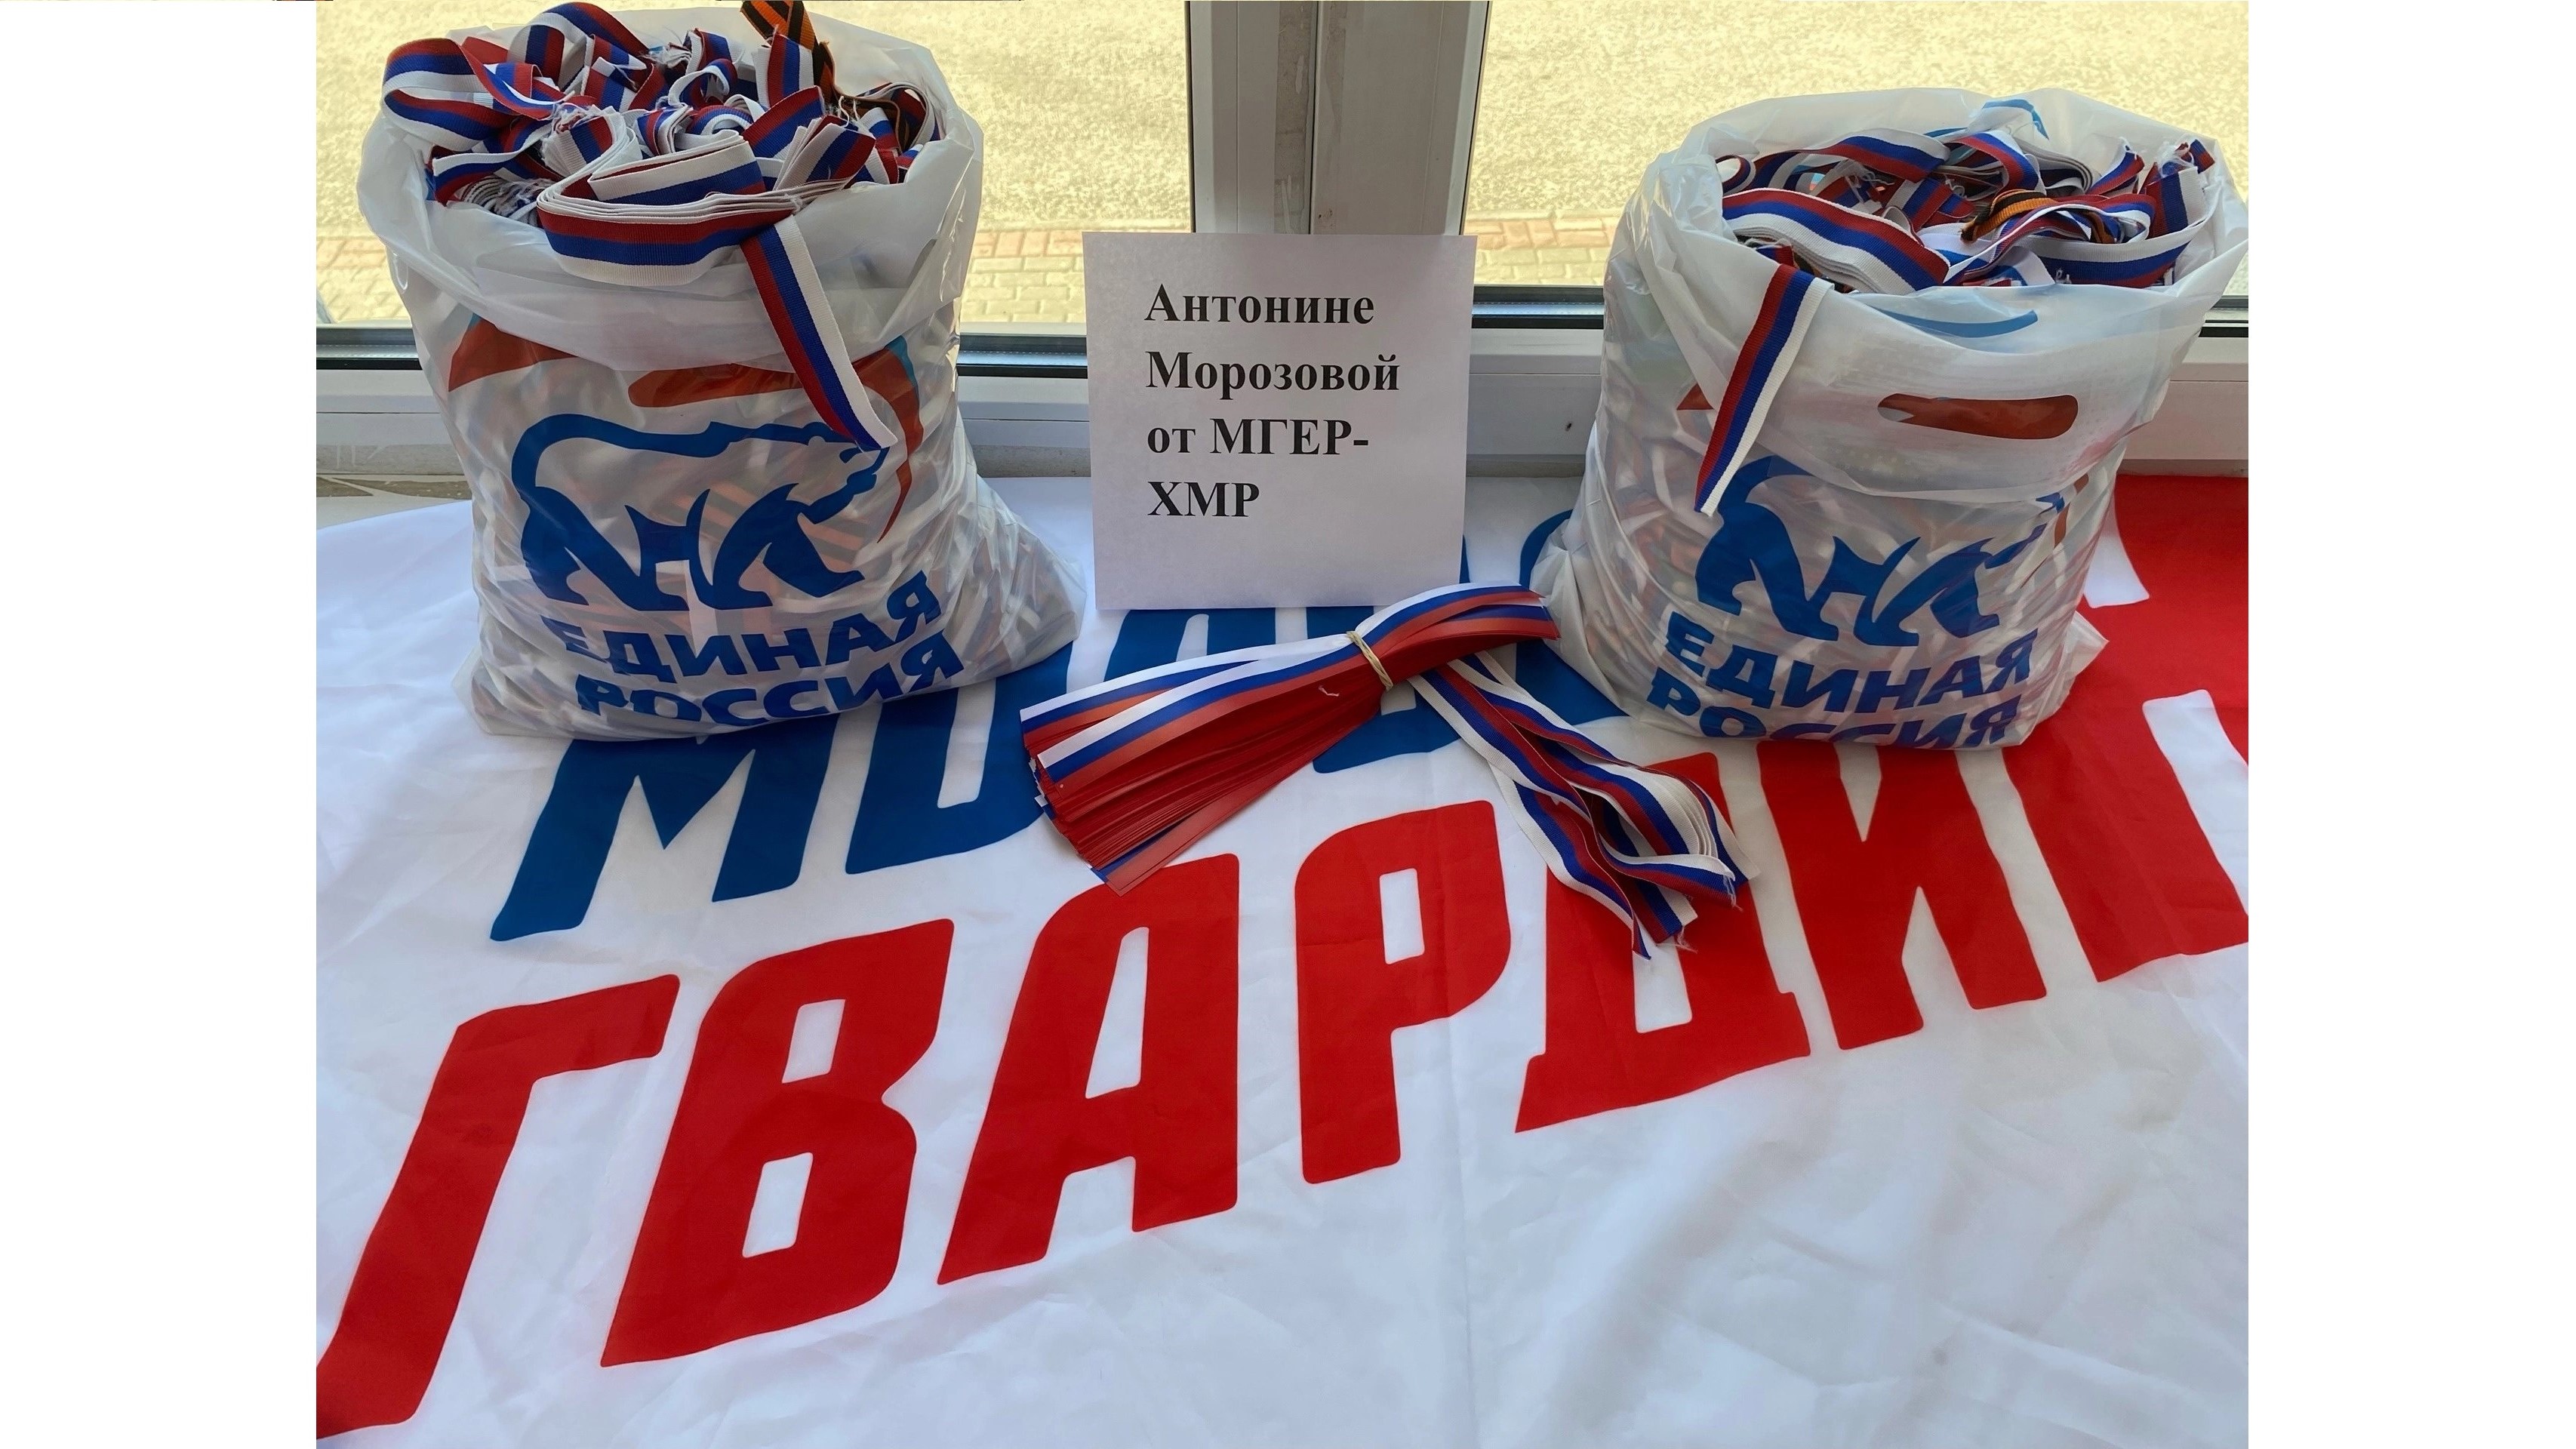 Антонине
Морозовой
от МГЕР-
ХМР
ЕДИНАЯ
РОССИЯ
ЕДИНАЯ
РОССИЯ
ГВАРДИЯ